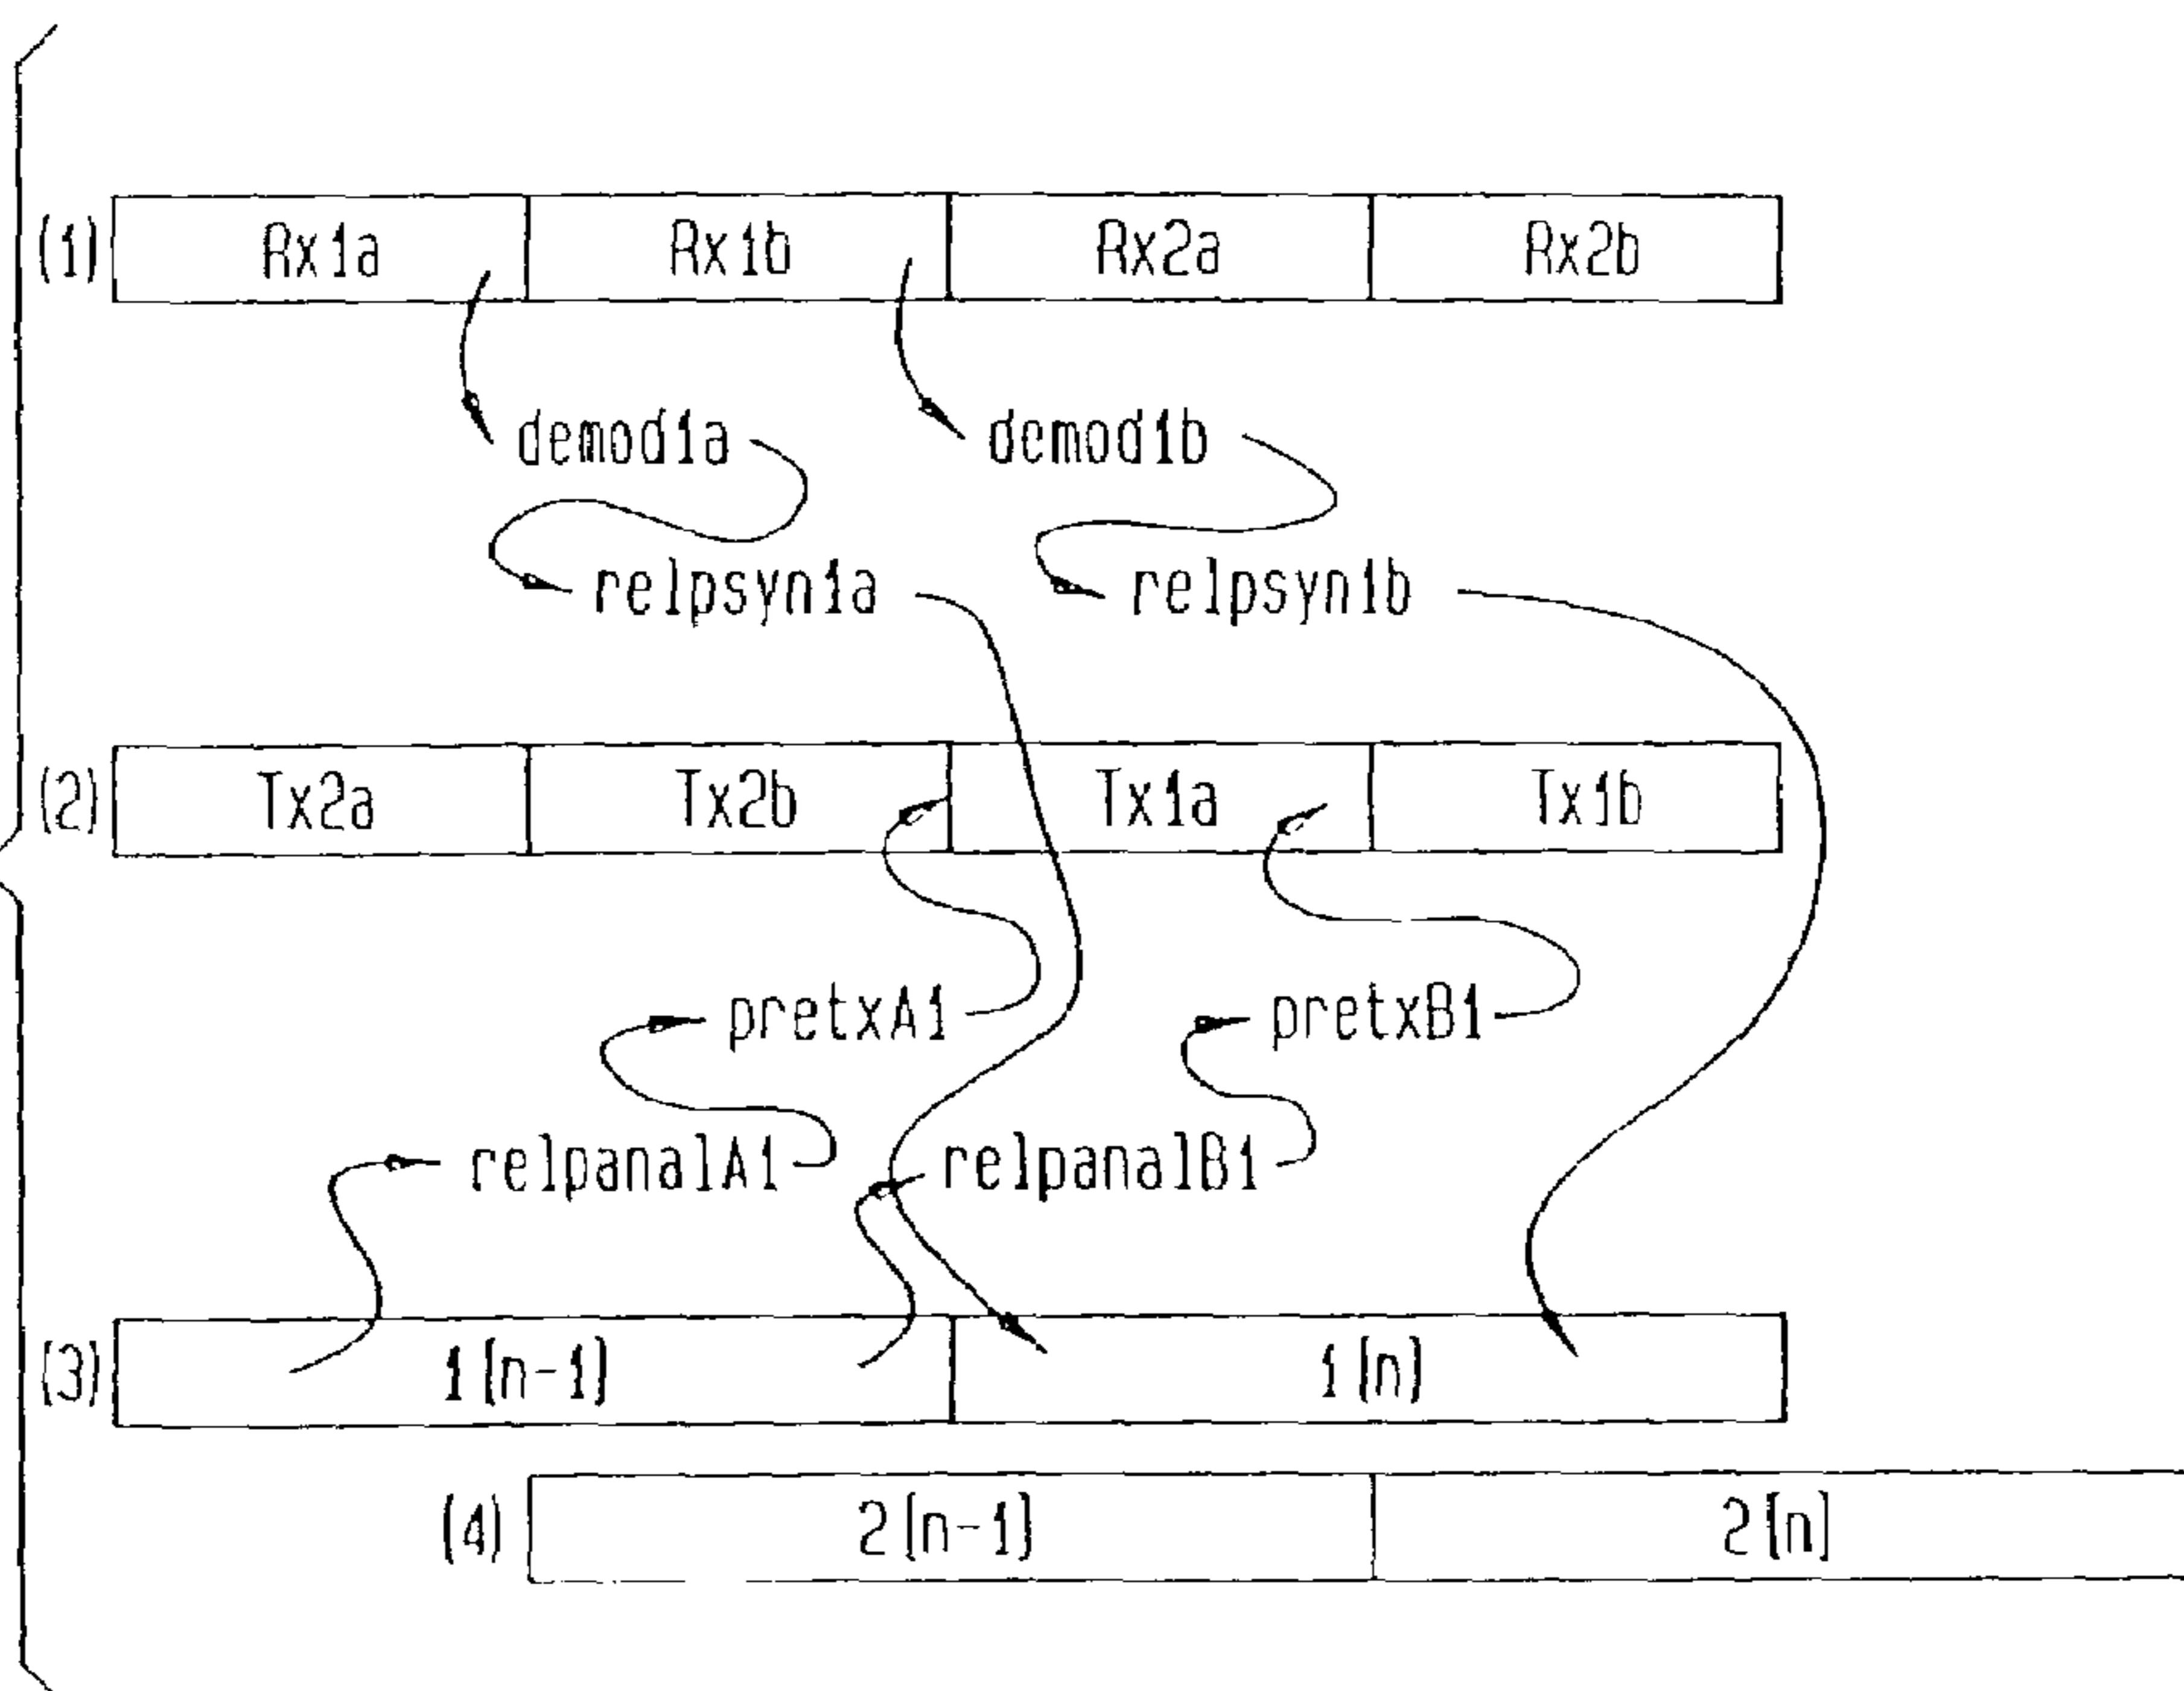 (1) Rx1a Rx1b Rx2a Rx2b
demod1a demod1b
relpsyn1a relpsyn1b
(2) Tx2a Tx2b Tx1a Tx1b
pretxA1 pretxB1
relpanalA1 relpanalB1
(3) 1(n-1) 1(n)
(4) 2(n-1) 2(n)